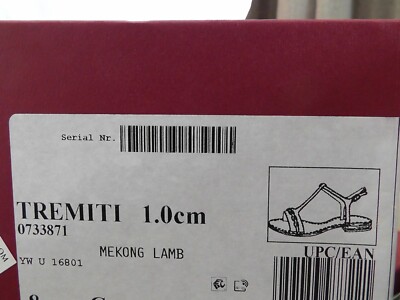 Serial Nr.
TREMITI 1.0cm
0733871
MEKONG LAMB
UPC/EAN
YW U 16801